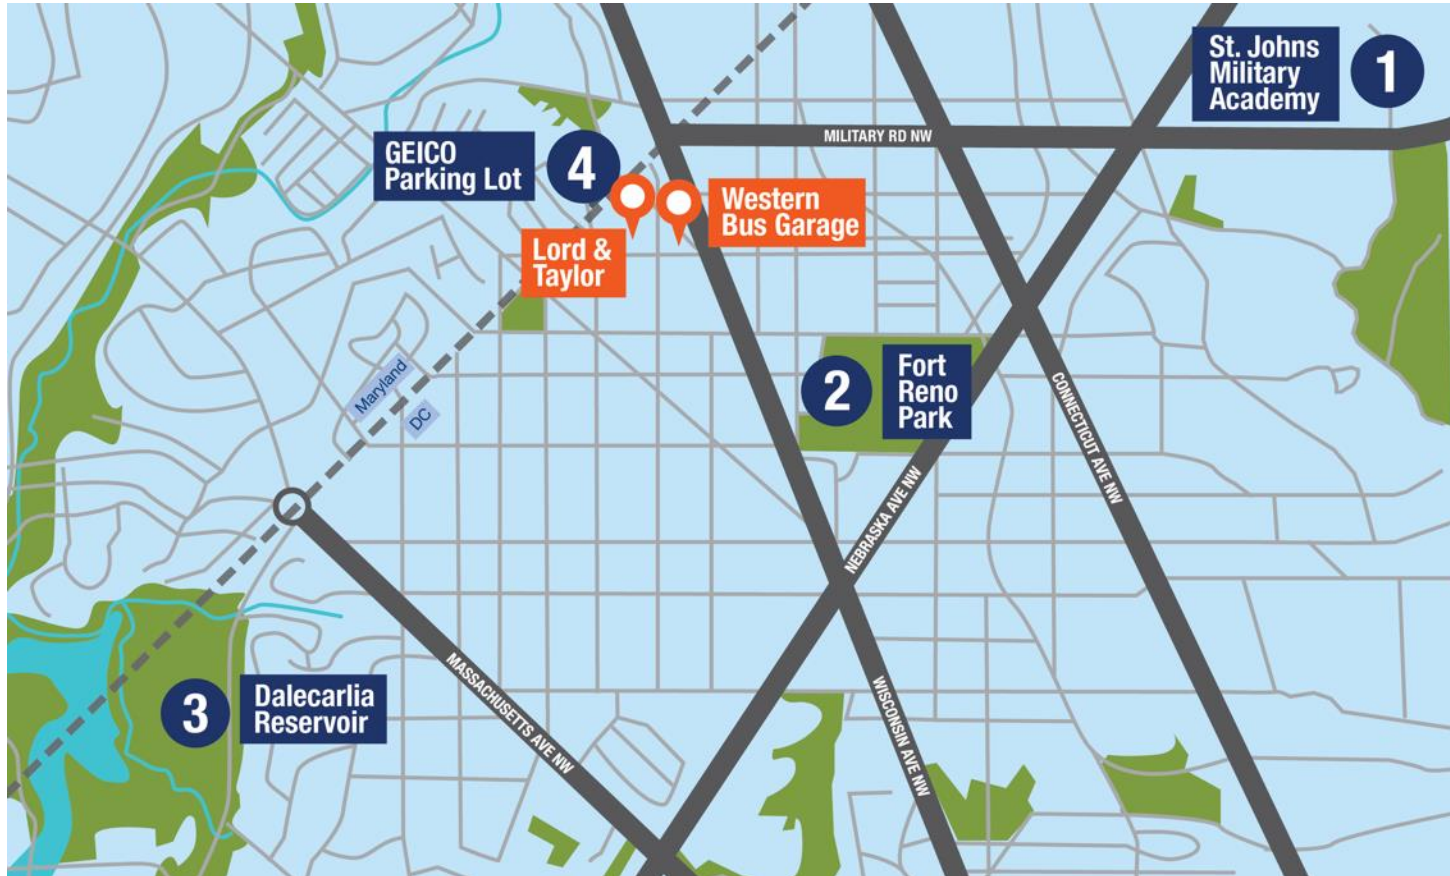 St. Johns
Military
Academy
1
MILITARY RD NW
GEICO
Parking Lot
4
Western
Bus Garage
Lord &
Taylor
Maryland
DC
2
Fort
Reno
Park
CONNECTICUT AVE NW
NEBRASKA AVE NW
3
Dalecarlia
Reservoir
MASSACHUSETTS AVE NW
WISCONSIN AVE NW